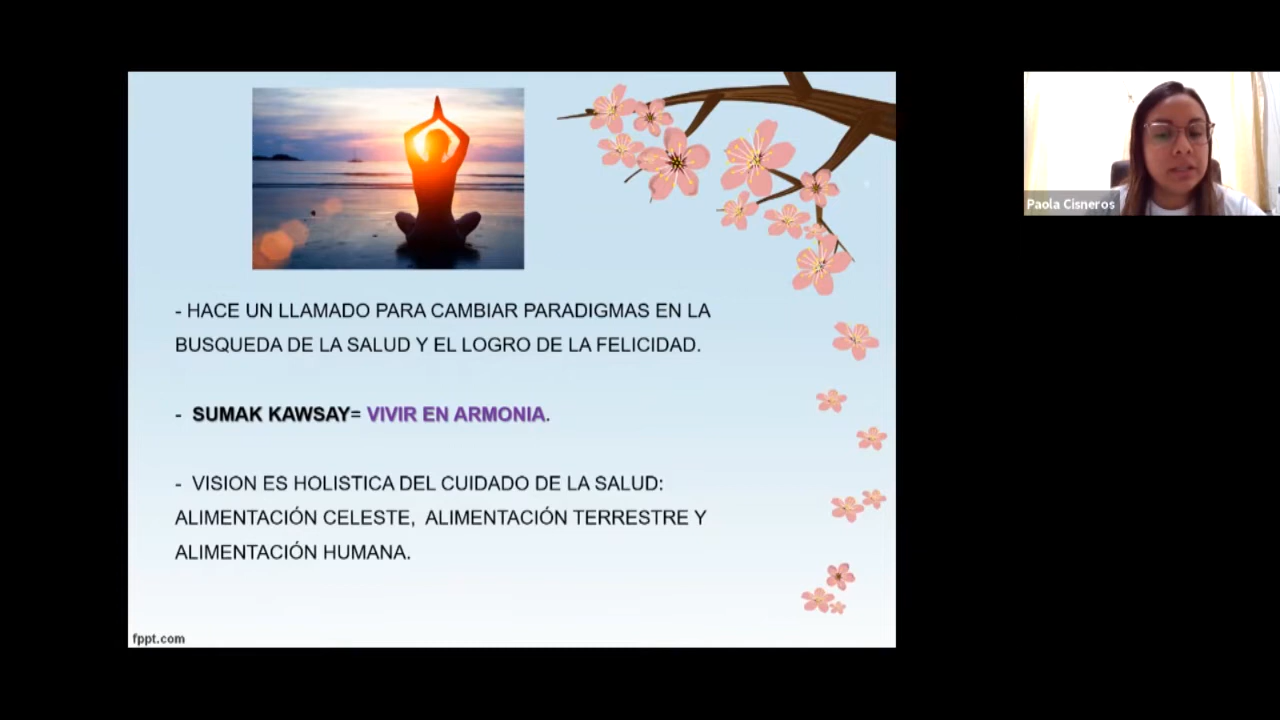 - HACE UN LLAMADO PARA CAMBIAR PARADIGMAS EN LA
BUSQUEDA DE LA SALUD Y EL LOGRO DE LA FELICIDAD.
- SUMAK KAWSAY= VIVIR EN ARMONIA.
- VISION ES HOLISTICA DEL CUIDADO DE LA SALUD:
ALIMENTACIÓN CELESTE, ALIMENTACIÓN TERRESTRE Y
ALIMENTACIÓN HUMANA.
fppt.com
Paola Cisneros